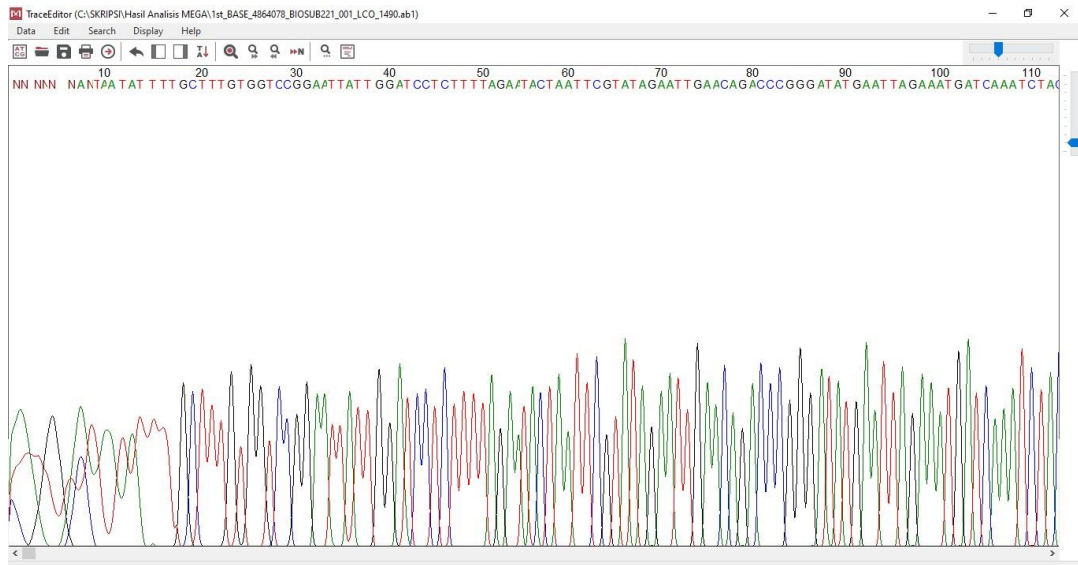 TraceEditor (C:\SKRIPSI\Hasil Analisis MEGA\1st_BASE_4864078_BIOSUB221_001_LCO_1490.ab1)
Data Edit Search Display Help
10 20 30 40 50 60 70 80 90 100 110
NN NNN NANTAA TAT TTTGCTTTGTGGTCCGGAATTATTGGATCCTCTTTTAGAATACTAATTCGTATAGAATTGAACAGACCCGGGATATGAATTAGAAATGATCAAATCTAC